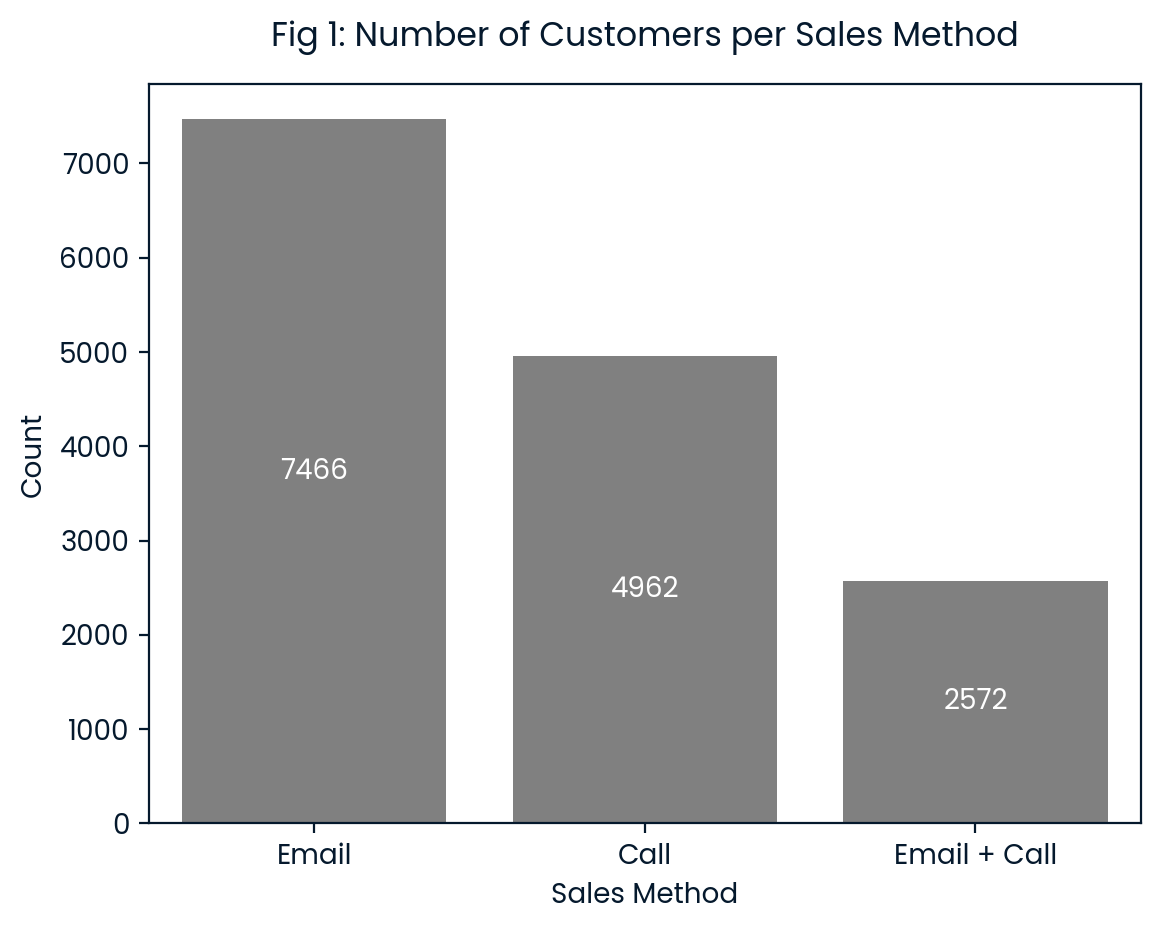 Fig 1: Number of Customers per Sales Method
Count
7000
6000
5000
4000
3000
2000
1000
0
7466
4962
2572
Email
Call
Email + Call
Sales Method